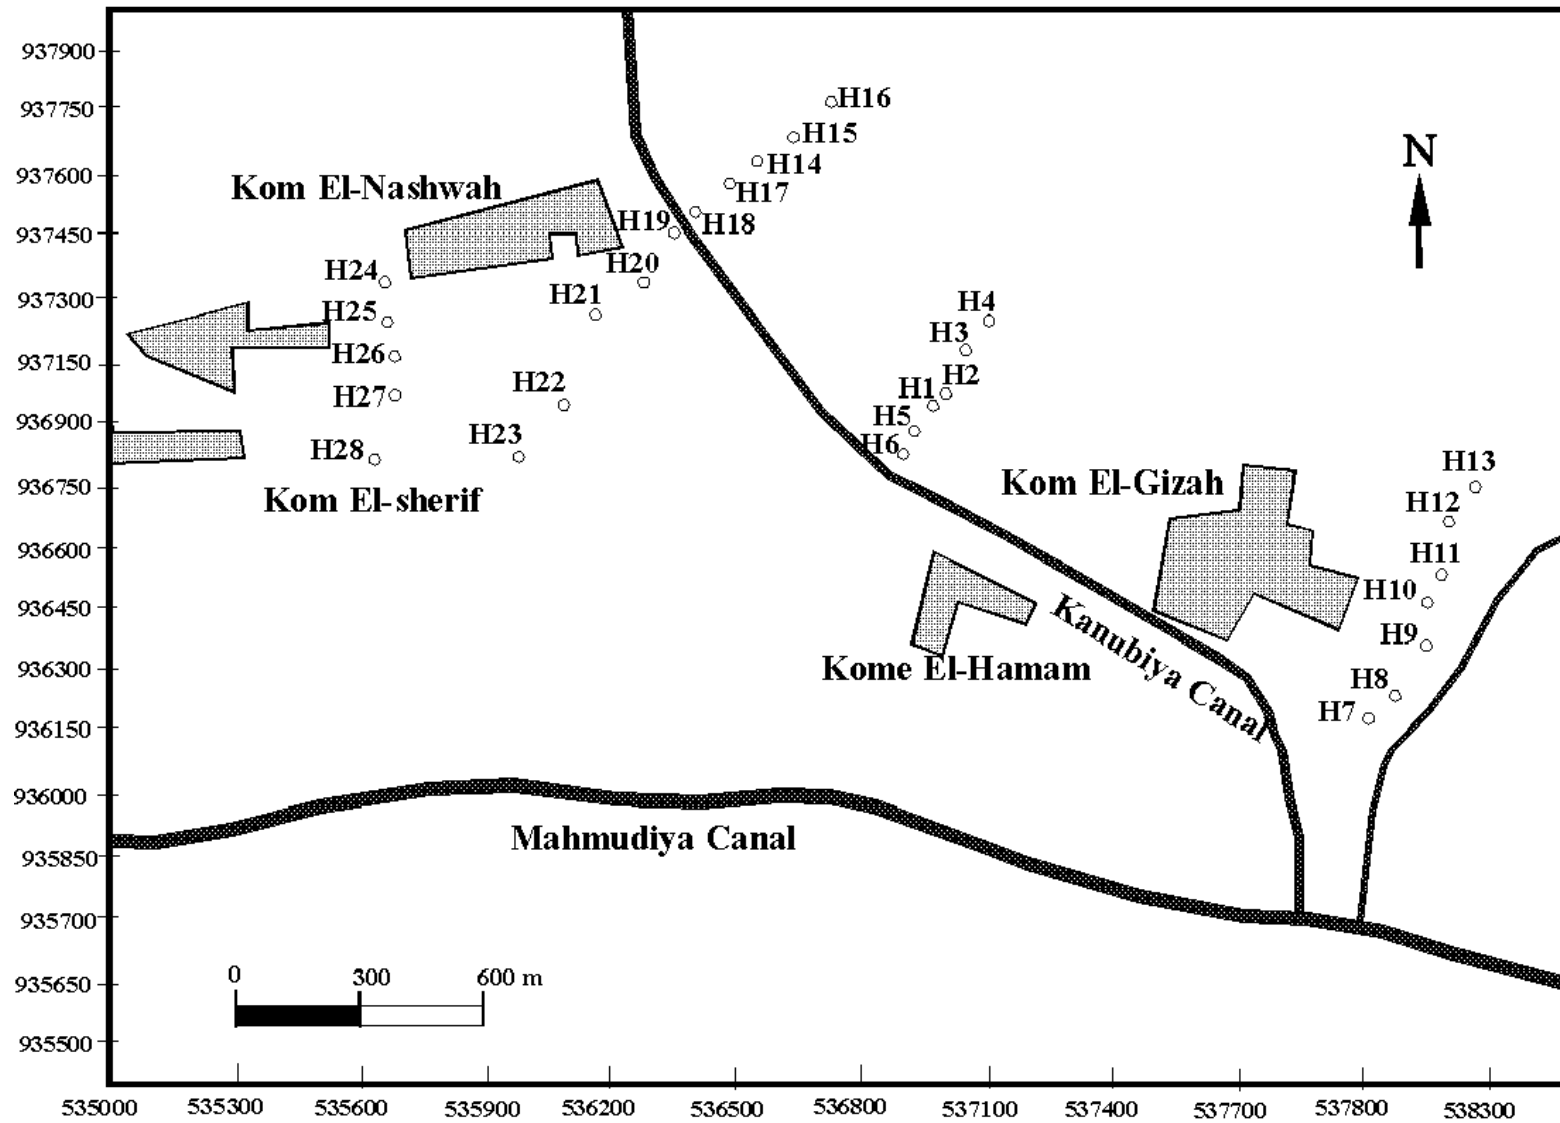 937900
937750
937600
937450
937300
937150
936900
936750
936600
936450
936300
936150
936000
935850
935700
935650
935500
H16
H15
H14
H17
H18
H19
H20
H21
Kom El-Nashwah
H24
H25
H26
H27
H28
H22
H23
Kom El-sherif
H4
H3
H2
H1
H5
H6
N
Kom El-Gizah
H13
H12
H11
H10
H9
H8
H7
Kome El-Hamam
Kanubiya Canal
Mahmudiya Canal
0 300 600 m
535000 535300 535600 535900 536200 536500 536800 537100 537400 537700 537800 538300